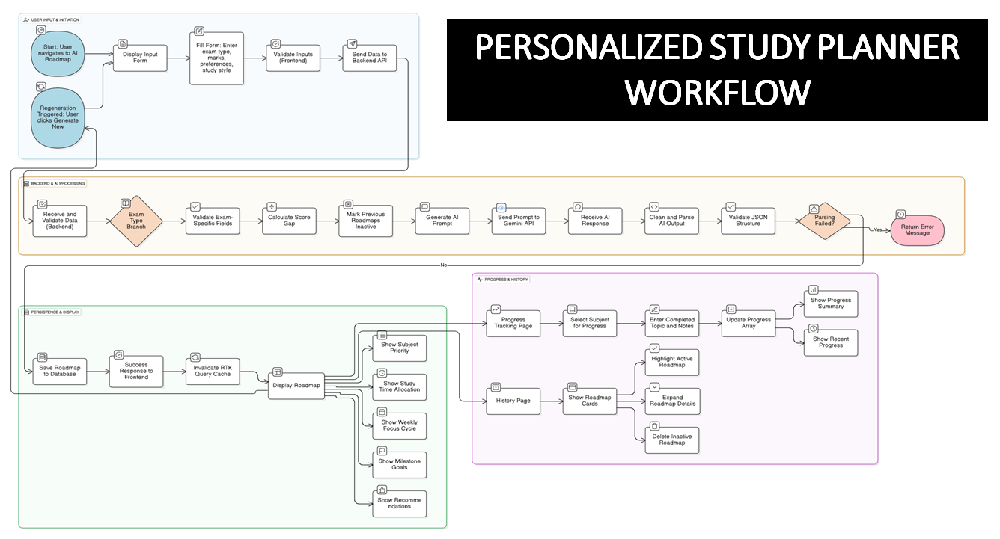 PERSONALIZED STUDY PLANNER
WORKFLOW
USER INPUT & INITIATION
Start: User
navigates to AI
Roadmap
Display Input
Form
Fill Form: Enter
exam type,
marks,
preferences,
study style
Validate Inputs
(Frontend)
Send Data to
Backend API
Regeneration
Triggered: User
clicks Generate
New
BACKEND & AI PROCESSING
Receive and
Validate Data
(Backend)
Exam
Type
Branch
Validate Exam-
Specific Fields
Calculate Score
Gap
Mark Previous
Roadmaps
Inactive
Generate AI
Prompt
Send Prompt to
Gemini API
Receive AI
Response
Clean and Parse
AI Output
Validate JSON
Structure
Parsing
Failed?
Yes
Return Error
Message
No
PERSISTENCE & DISPLAY
Save Roadmap
to Database
Success
Response to
Frontend
Invalidate RTK
Query Cache
Display Roadmap
Show Subject
Priority
Show Study
Time Allocation
Show Weekly
Focus Cycle
Show Milestone
Goals
Show Recomme
ndations
PROGRESS & HISTORY
Progress
Tracking Page
Select Subject
for Progress
Enter Completed
Topic and Notes
Update Progress
Array
Show Progress
Summary
Show Recent
Progress
History Page
Show Roadmap
Cards
Highlight Active
Roadmap
Expand
Roadmap Details
Delete Inactive
Roadmap